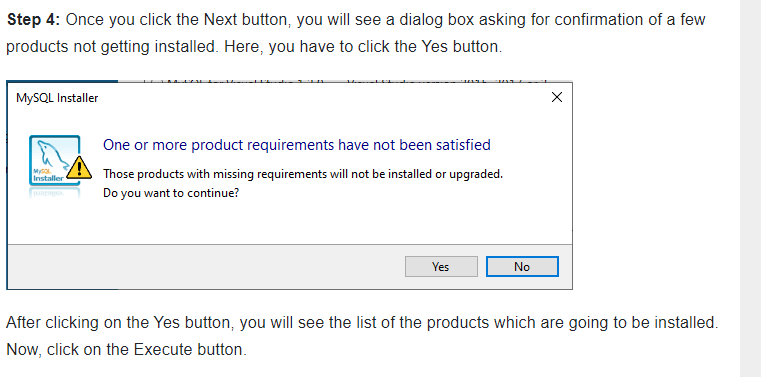 Step 4: Once you click the Next button, you will see a dialog box asking for confirmation of a few
products not getting installed. Here, you have to click the Yes button.
MySQL Installer
One or more product requirements have not been satisfied
MySQL
Installer
Those products with missing requirements will not be installed or upgraded.
Do you want to continue?
Yes
No
After clicking on the Yes button, you will see the list of the products which are going to be installed.
Now, click on the Execute button.